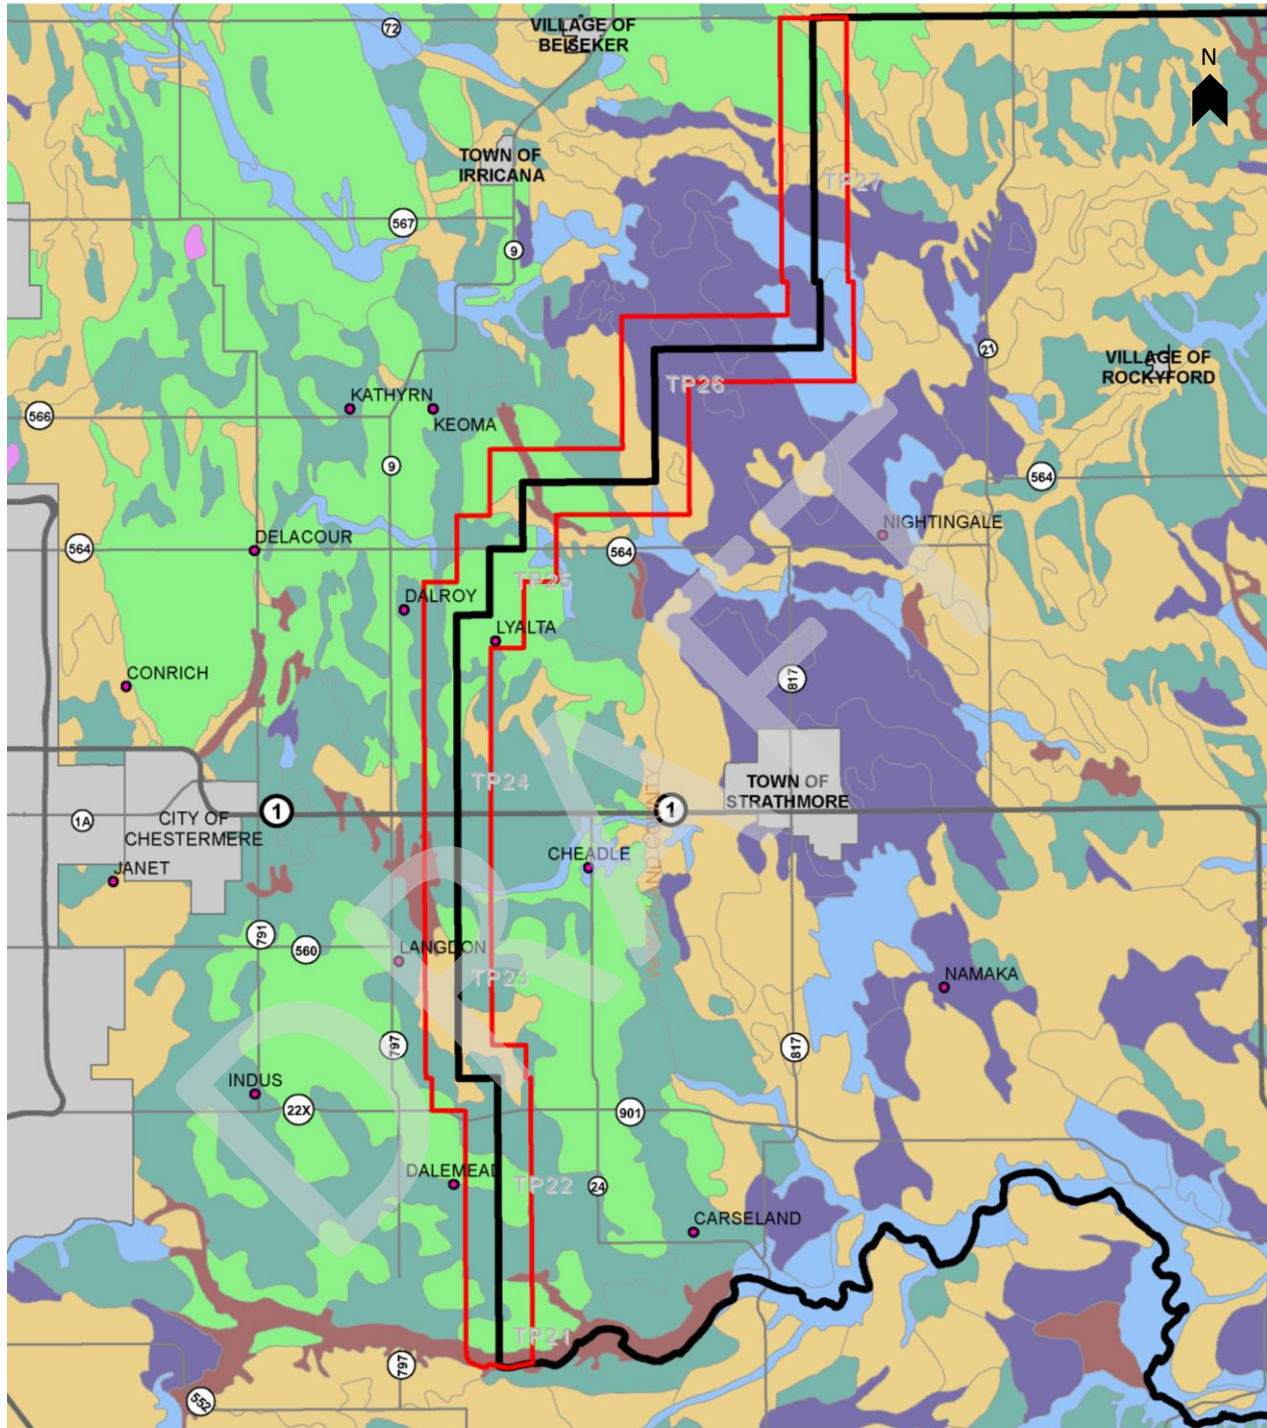 72
VILLAGE OF
BEISEKER
N
TOWN OF
IRRICANA
TP27
567
9
21
VILLAGE OF
ROCKYFORD
TP26
KATHYRN
566
KEOMA
9
564
NIGHTINGALE
DELACOUR
564
564
TP25
DALROY
LYALTA
CONRICH
817
TP24
TOWN OF
STRATHMORE
1
1
1A
CITY OF
CHESTERMERE
CHEADLE
JANET
WHEATLAND COUNTY
791
560
LANGDON
TP23
NAMAKA
797
817
INDUS
22X
901
DALEMEAD
TP22
24
CARSELAND
TP21
797
552
DRAFT